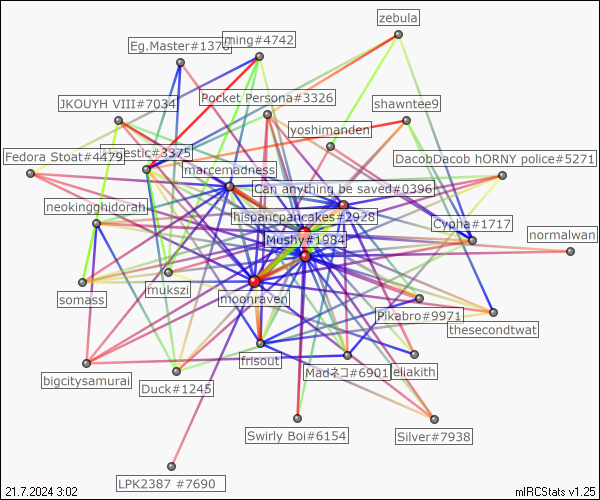 zebula
Eg.Master#1378
ming#4742
JKOUYH VIII#7034
Pocket Persona#3326
shawntee9
yoshimanden
Fedora Stoat#4479
#3375
DacobDacob hORNY police#5271
marcemadness
Can anything be saved#0396
neokingghidorah
hispancpancakes#2928
Cypha#1717
Mushy#1984
normalwan
somass
mukszi
moonraven
Pikabro#9971
thesecondtwat
frisout
bigcitysamurai
Duck#1245
Madネコ#6901
eliakith
Swirly Boi#6154
Silver#7938
LPK2387 #7690
21.7.2024 3:02
mIRCStats v1.25